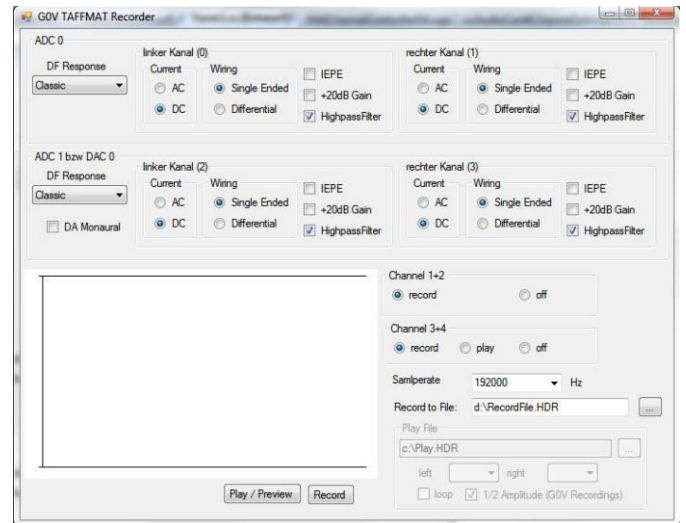 G0V TAFFMAT Recorder
ADC 0
DF Response
Classic
linker Kanal (0)
Current
AC
DC
Wiring
Single Ended
Differential
IEPE
+20dB Gain
HighpassFilter
rechter Kanal (1)
Current
AC
DC
Wiring
Single Ended
Differential
IEPE
+20dB Gain
HighpassFilter
ADC 1 bzw DAC 0
DF Response
Classic
DA Monaural
linker Kanal (2)
Current
AC
DC
Wiring
Single Ended
Differential
IEPE
+20dB Gain
HighpassFilter
rechter Kanal (3)
Current
AC
DC
Wiring
Single Ended
Differential
IEPE
+20dB Gain
HighpassFilter
Channel 1+2
record off
Channel 3+4
record play off
Samlperate 192000 Hz
Record to File: d:\RecordFile.HDR ...
Play File
c:\Play.HDR ...
left right
loop 1/2 Amplitude (G0V Recordings)
Play / Preview Record